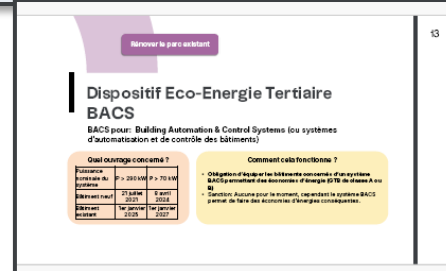 13
Rénover le parc existant
Dispositif Eco-Energie Tertiaire
BACS
BACS pour: Building Automation & Control Systems (ou systèmes
d'automatisation et de contrôle des bâtiments)
Quel ouvrage concerné ?
Puissance
nominale du
système
P > 290 kW
P > 70 kW
Bâtiment neuf
21 juillet
2021
9 avril
2024
Bâtiment
existant
1er janvier
2025
1er janvier
2027
Comment cela fonctionne ?
• Obligation d'équiper les bâtiments concernés d'un système
BACS permettant des économies d'énergie (GTB de classe A ou
B)
• Sanction: Aucune pour le moment, cependant le système BACS
permet de faire des économies d'énergies conséquentes.